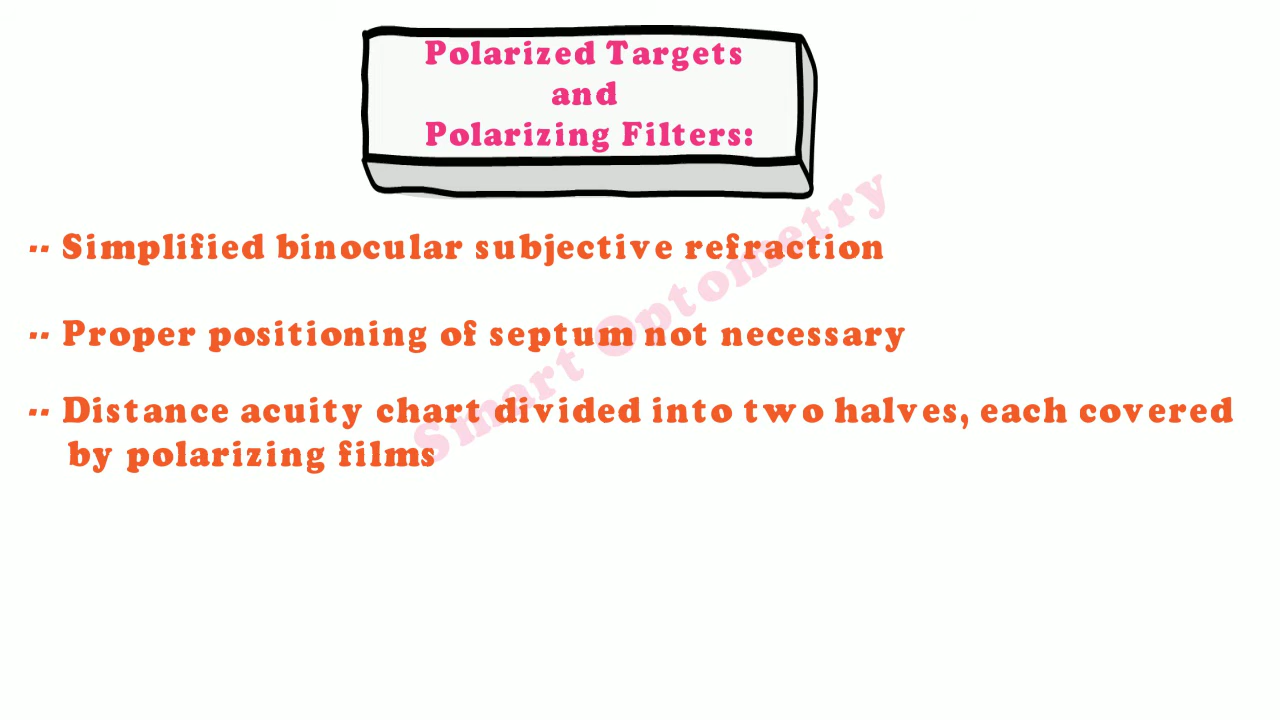 Polarized Targets
and
Polarizing Filters:
-- Simplified binocular subjective refraction
-- Proper positioning of septum not necessary
-- Distance acuity chart divided into two halves, each covered
by polarizing films
Smart Optometry